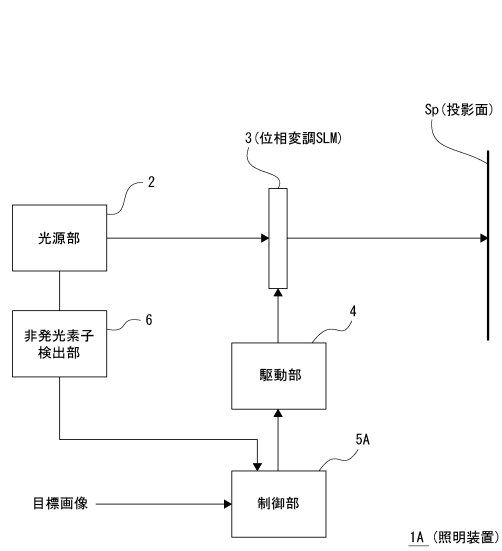 Sp(投影面)
3(位相変調SLM)
2
光源部
6
非発光素子
検出部
4
駆動部
5A
制御部
目標画像
1A (照明装置)